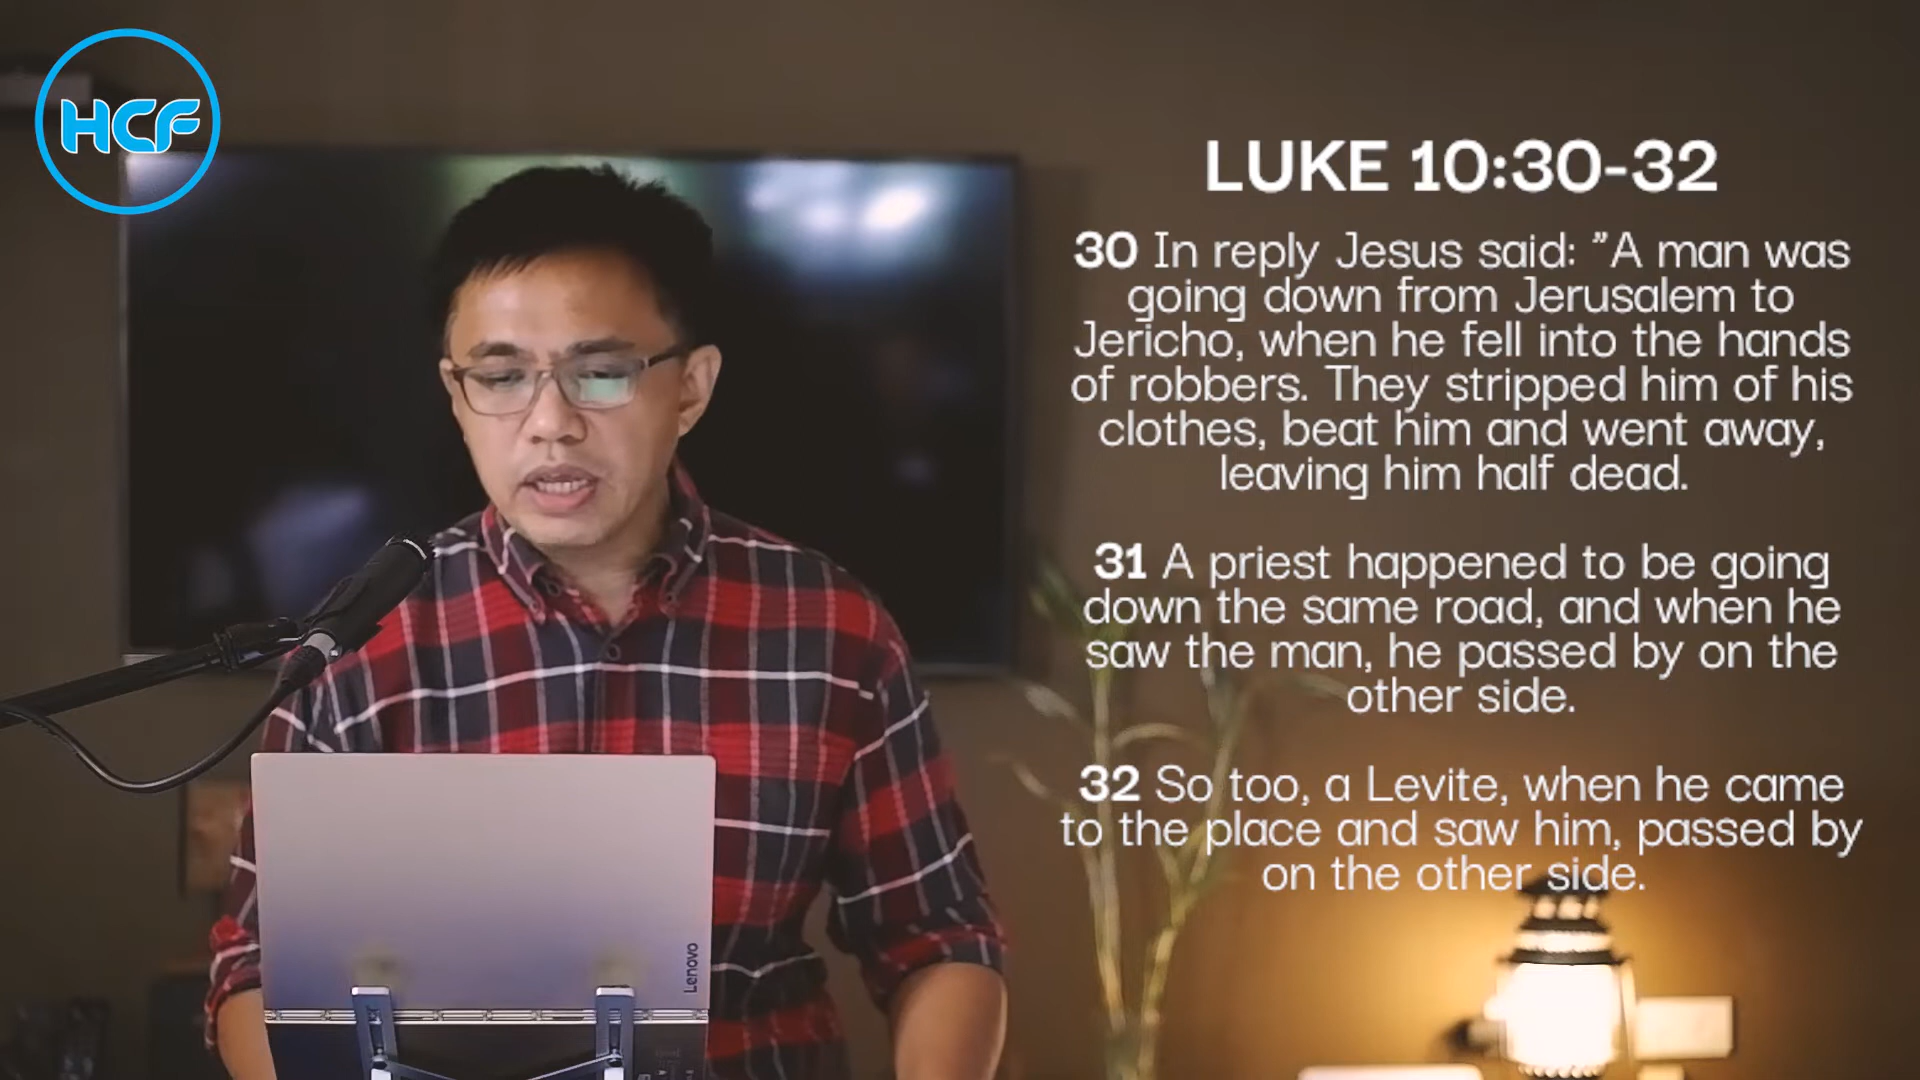 HCF
LUKE 10:30-32
30 In reply Jesus said: ”A man was
going down from Jerusalem to
Jericho, when he fell into the hands
of robbers. They stripped him of his
clothes, beat him and went away,
leaving him half dead.
31 A priest happened to be going
down the same road, and when he
saw the man, he passed by on the
other side.
32 So too, a Levite, when he came
to the place and saw him, passed by
on the other side.
Lenovo